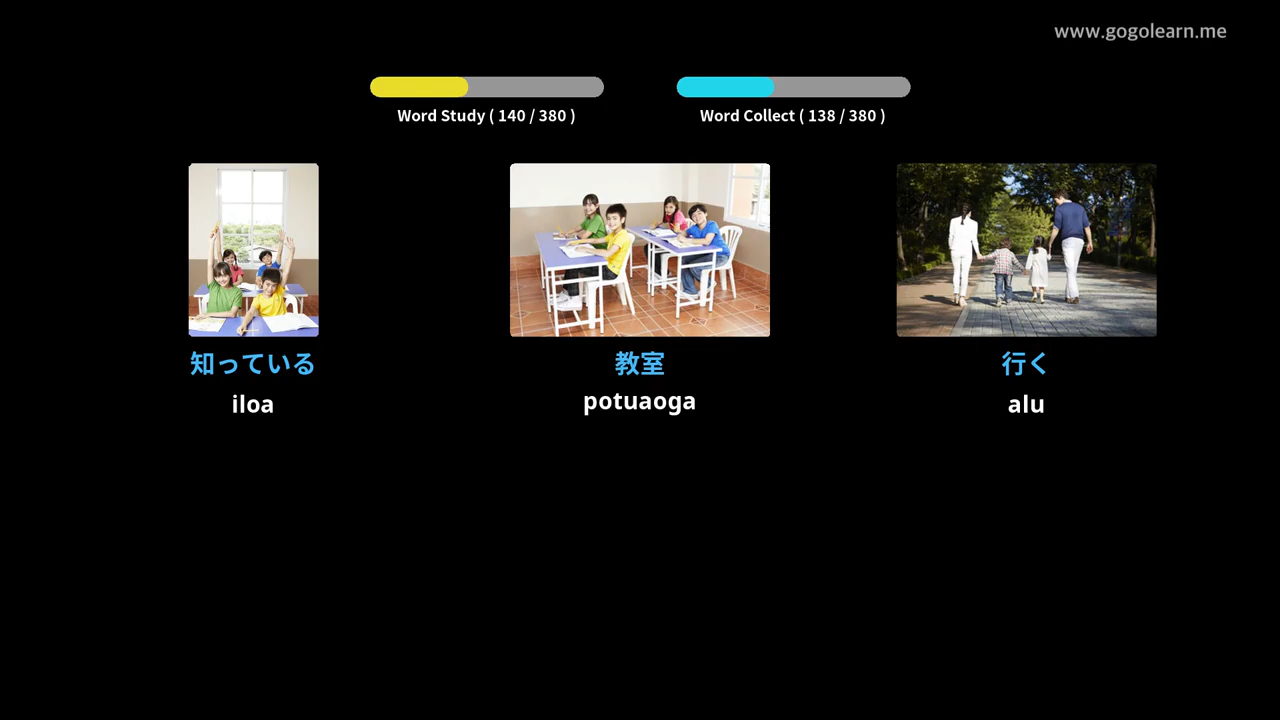 www.gogolearn.me
Word Study ( 140 / 380 )
Word Collect ( 138 / 380 )
知っている
iloa
教室
potuaoga
行く
alu